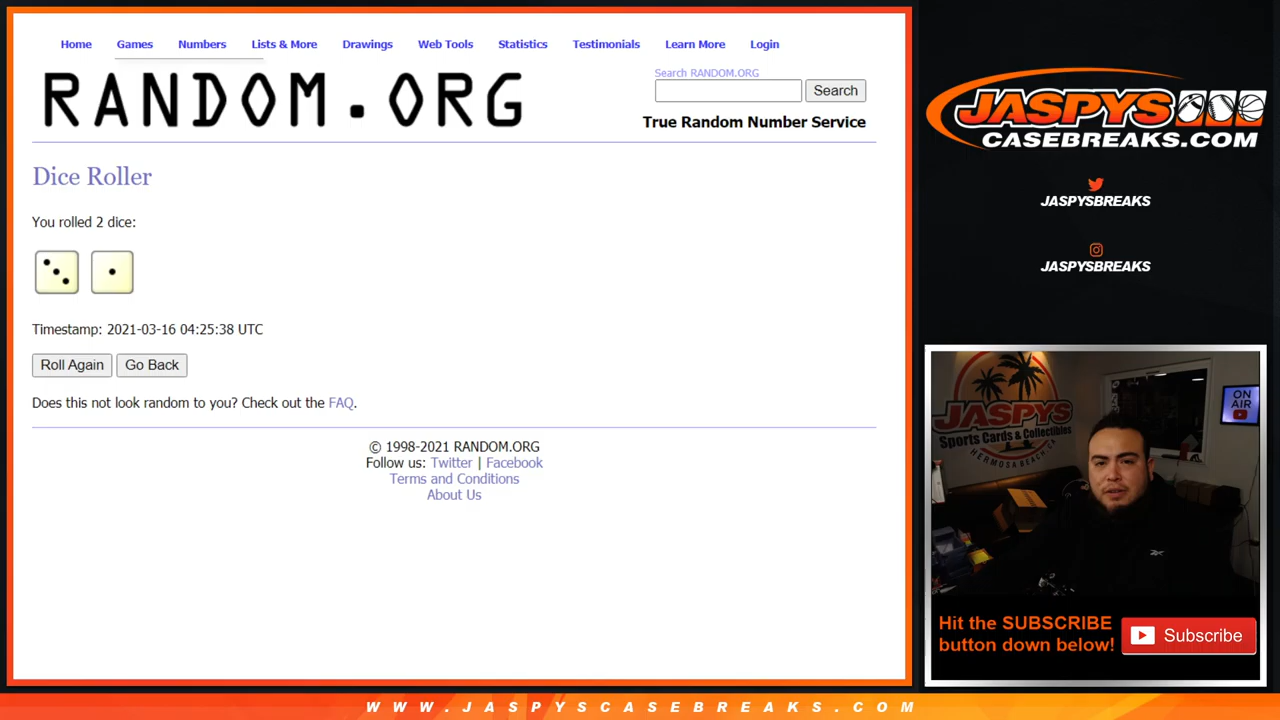 Home Games Numbers Lists & More Drawings Web Tools Statistics Testimonials Learn More Login
RANDOM.ORG
Search RANDOM.ORG
Search
True Random Number Service
Dice Roller
You rolled 2 dice:
Timestamp: 2021-03-16 04:25:38 UTC
Roll Again Go Back
Does this not look random to you? Check out the FAQ.
© 1998-2021 RANDOM.ORG
Follow us: Twitter | Facebook
Terms and Conditions
About Us
JASPYS
CASEBREAKS.COM
JASPYSBREAKS
JASPYSBREAKS
JASPYS
Sports Cards & Collectibles
HERMOSA BEACH, CA
ON
AIR
Hit the SUBSCRIBE
button down below!
Subscribe
WWW.JASPYSCASEBREAKS.COM